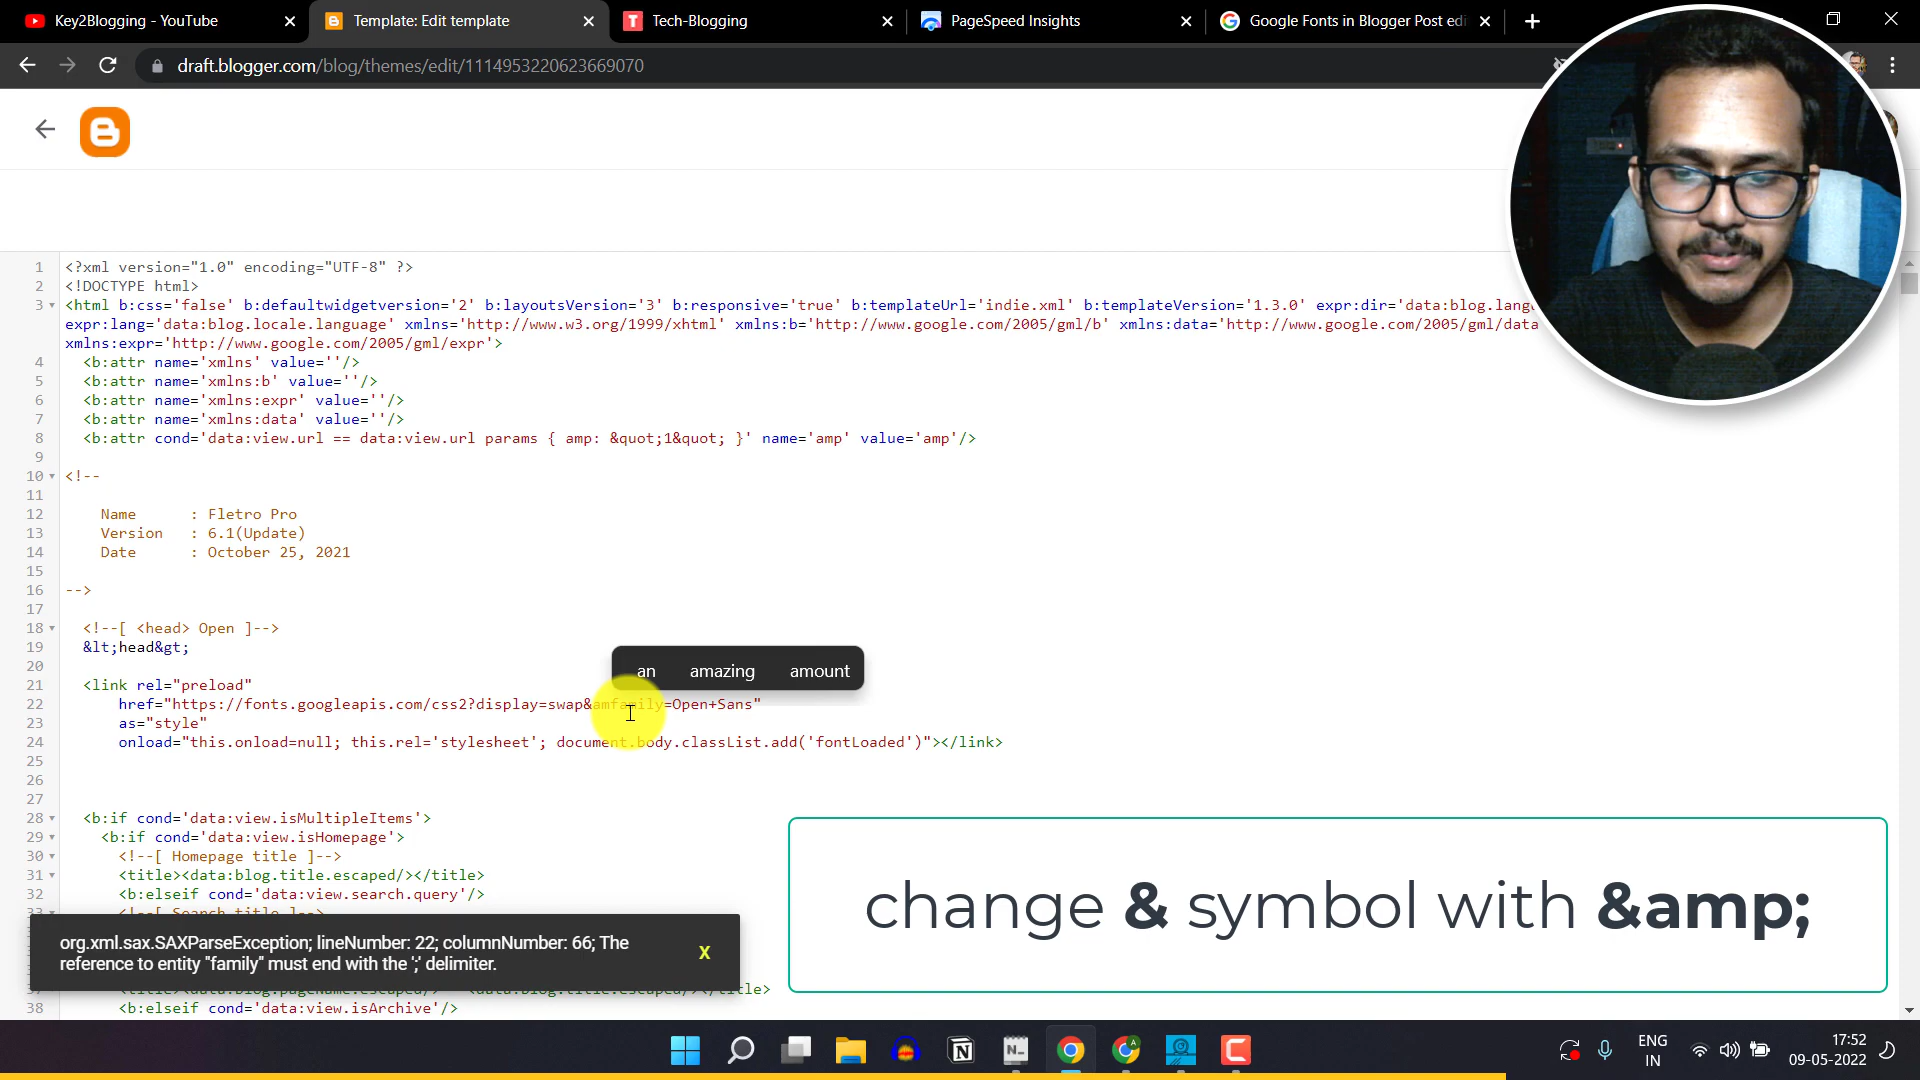 Key2Blogging - YouTube
Template: Edit template
Tech-Blogging
PageSpeed Insights
Google Fonts in Blogger Post edi
draft.blogger.com/blog/themes/edit/1114953220623669070
1 <?xml version="1.0" encoding="UTF-8" ?>
2 <!DOCTYPE html>
3 <html b:css='false' b:defaultwidgetversion='2' b:layoutsVersion='3' b:responsive='true' b:templateUrl='indie.xml' b:templateVersion='1.3.0' expr:dir='data:blog.lang
expr:lang='data:blog.locale.language' xmlns='http://www.w3.org/1999/xhtml' xmlns:b='http://www.google.com/2005/gml/b' xmlns:data='http://www.google.com/2005/gml/data
xmlns:expr='http://www.google.com/2005/gml/expr'>
4 <b:attr name='xmlns' value=''/>
5 <b:attr name='xmlns:b' value=''/>
6 <b:attr name='xmlns:expr' value=''/>
7 <b:attr name='xmlns:data' value=''/>
8 <b:attr cond='data:view.url == data:view.url params { amp: &quot;1&quot; }' name='amp' value='amp'/>
9
10 <!--
11
12 Name : Fletro Pro
13 Version : 6.1(Update)
14 Date : October 25, 2021
15
16 -->
17
18 <!--[ <head> Open ]-->
19 &lt;head&gt;
20
an amazing amount
21 <link rel="preload"
22 href="https://fonts.googleapis.com/css2?display=swap&amfamily=Open+Sans"
23 as="style"
24 onload="this.onload=null; this.rel='stylesheet'; document.body.classList.add('fontLoaded')"></link>
25
26
27
28 <b:if cond='data:view.isMultipleItems'>
29 <b:if cond='data:view.isHomepage'>
30 <!--[ Homepage title ]-->
31 <title><data:blog.title.escaped/></title>
32 <b:elseif cond='data:view.search.query'/>
33 <!--[ Search title ]-->
change & symbol with &amp;
org.xml.sax.SAXParseException; lineNumber: 22; columnNumber: 66; The
reference to entity "family" must end with the ';' delimiter.
X
38 <b:elseif cond='data:view.isArchive'/>
ENG
IN
17:52
09-05-2022